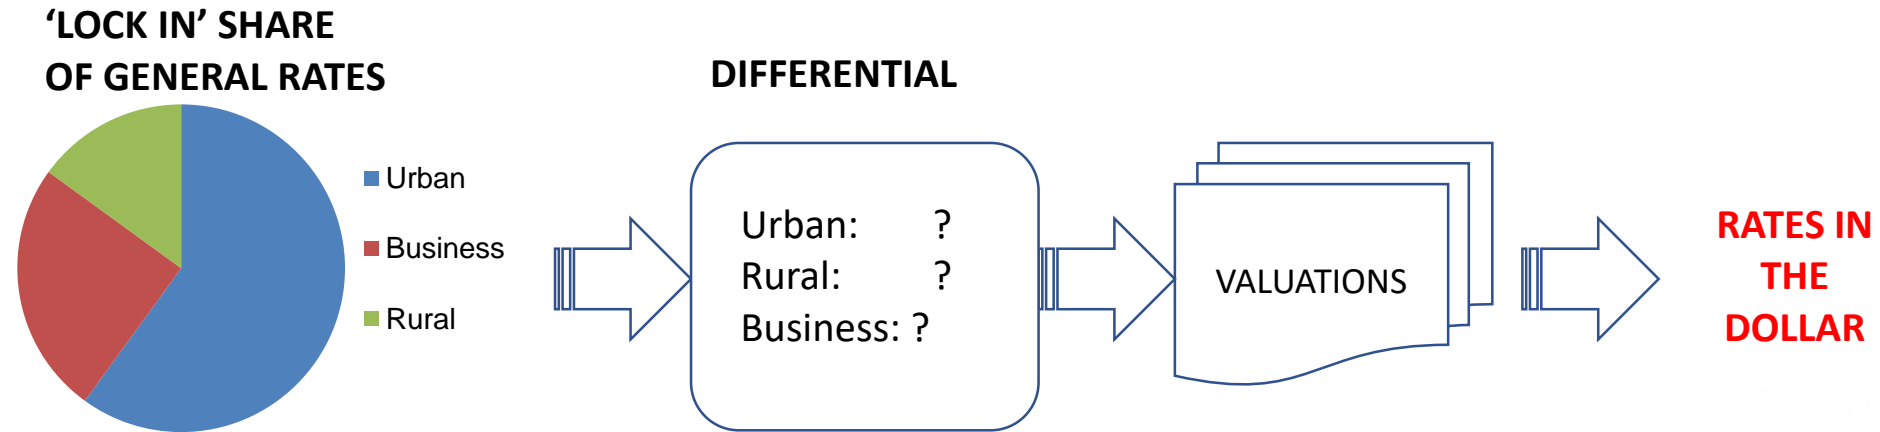 ‘LOCK IN’ SHARE
OF GENERAL RATES
Urban
Business
Rural
DIFFERENTIAL
Urban: ?
Rural: ?
Business: ?
VALUATIONS
RATES IN
THE
DOLLAR